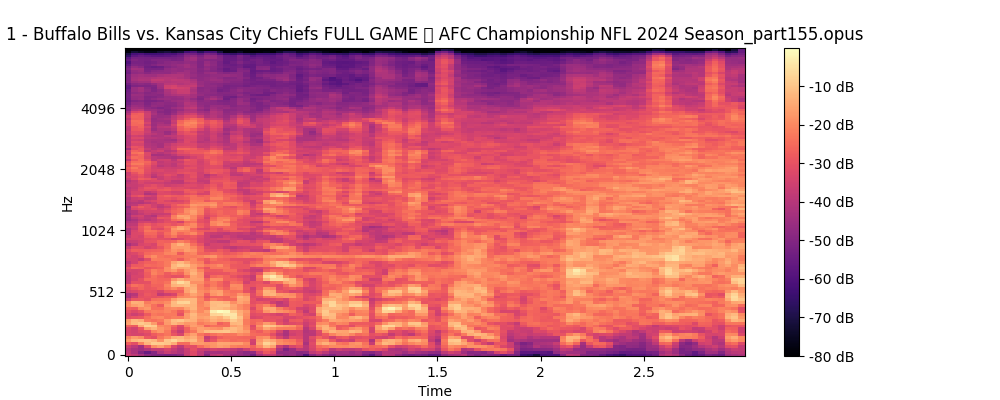 1 - Buffalo Bills vs. Kansas City Chiefs FULL GAME ▯ AFC Championship NFL 2024 Season_part155.opus
4096
2048
1024
512
0
Hz
0
0.5
1
1.5
2
2.5
Time
-10 dB
-20 dB
-30 dB
-40 dB
-50 dB
-60 dB
-70 dB
-80 dB